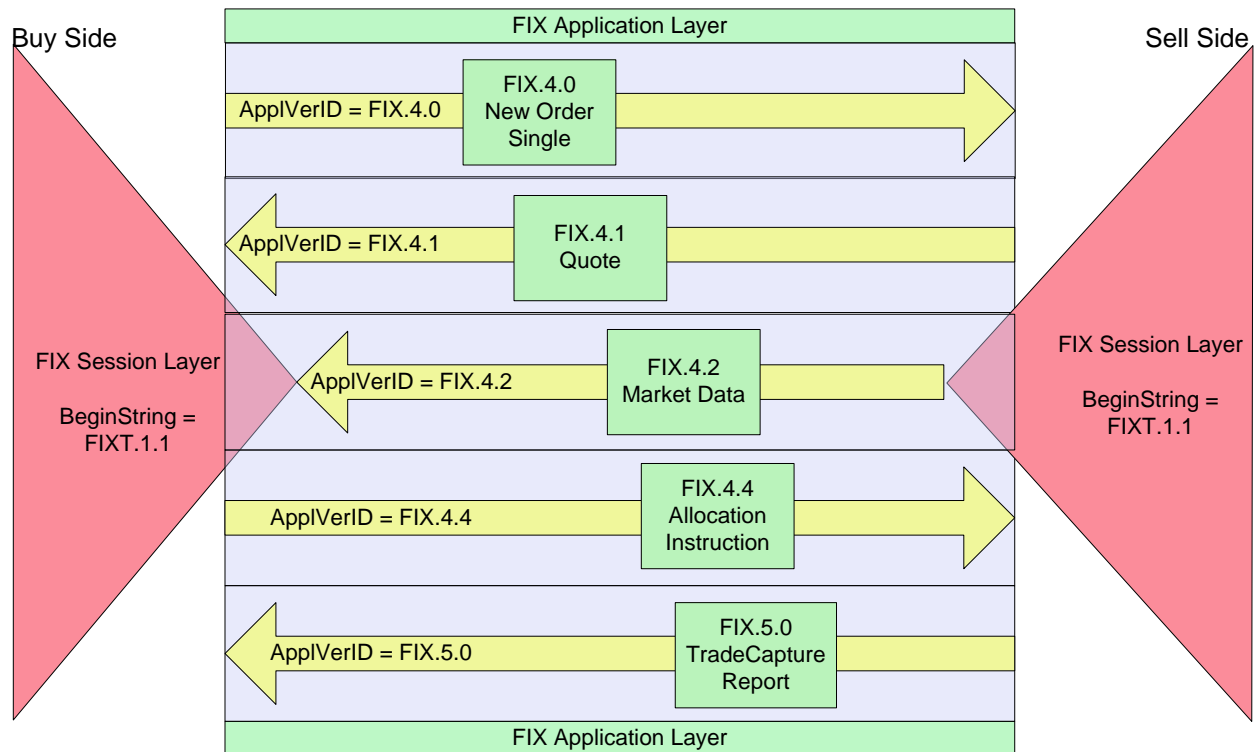 FIX Application Layer
Buy Side
Sell Side
ApplVerID = FIX.4.0
FIX.4.0
New Order
Single
ApplVerID = FIX.4.1
FIX.4.1
Quote
FIX Session Layer
BeginString =
FIXT.1.1
ApplVerID = FIX.4.2
FIX.4.2
Market Data
FIX Session Layer
BeginString =
FIXT.1.1
ApplVerID = FIX.4.4
FIX.4.4
Allocation
Instruction
ApplVerID = FIX.5.0
FIX.5.0
TradeCapture
Report
FIX Application Layer